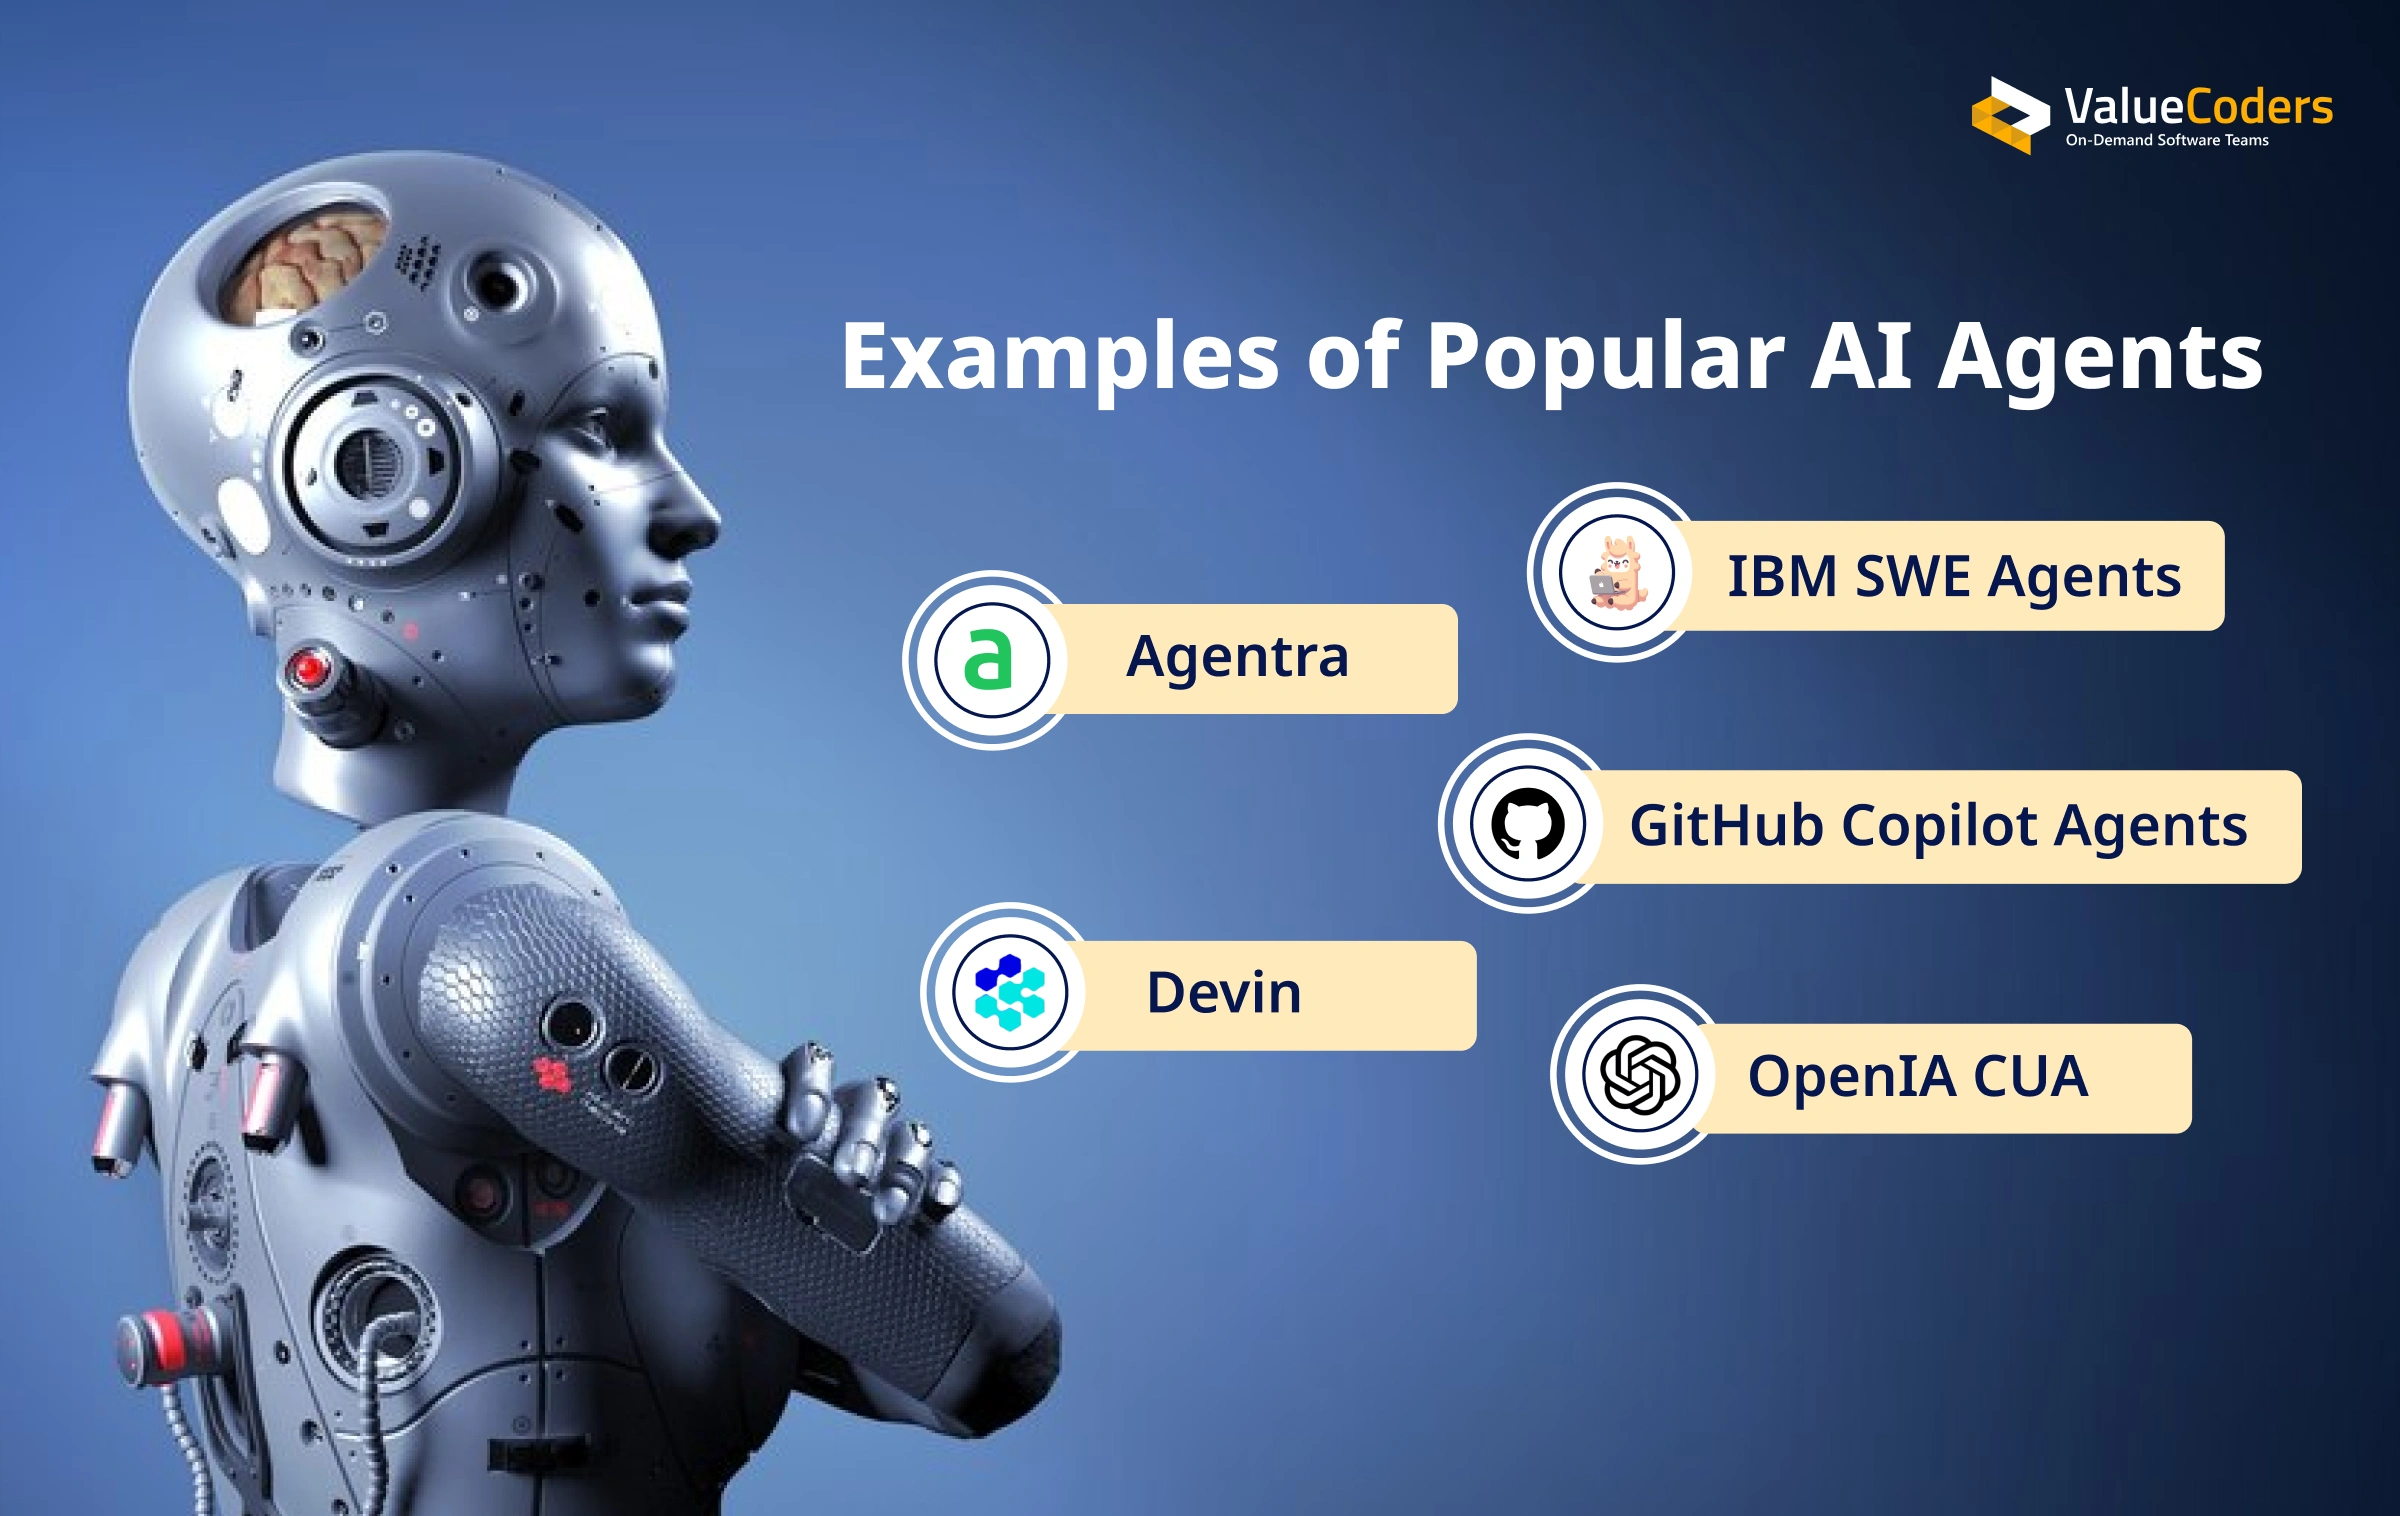 ValueCoders
On-Demand Software Teams
Examples of Popular AI Agents
IBM SWE Agents
Agentra
GitHub Copilot Agents
Devin
OpenIA CUA